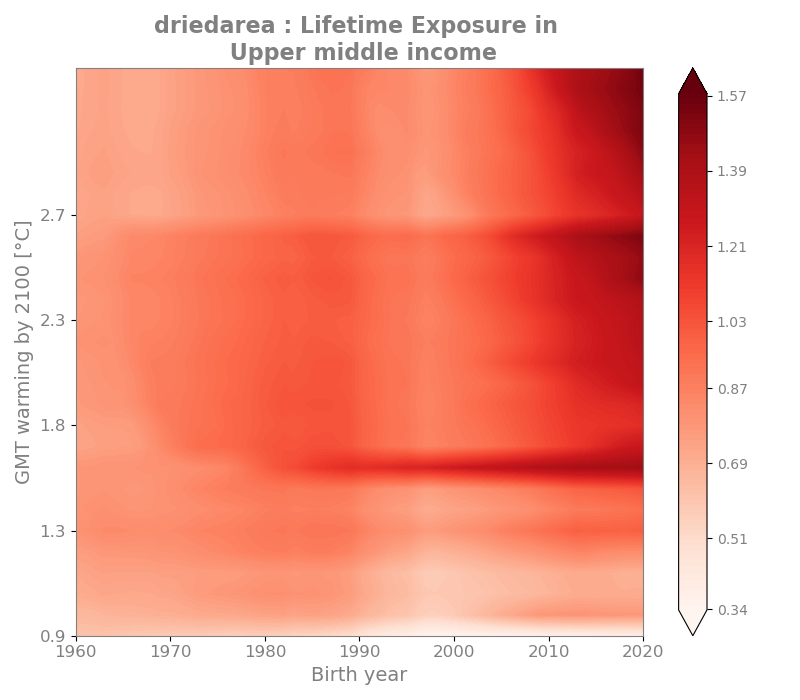 driedarea : Lifetime Exposure in
Upper middle income
GMT warming by 2100 [°C]
2.7
2.3
1.8
1.3
0.9
1960 1970 1980 1990 2000 2010 2020
Birth year
1.57
1.39
1.21
1.03
0.87
0.69
0.51
0.34